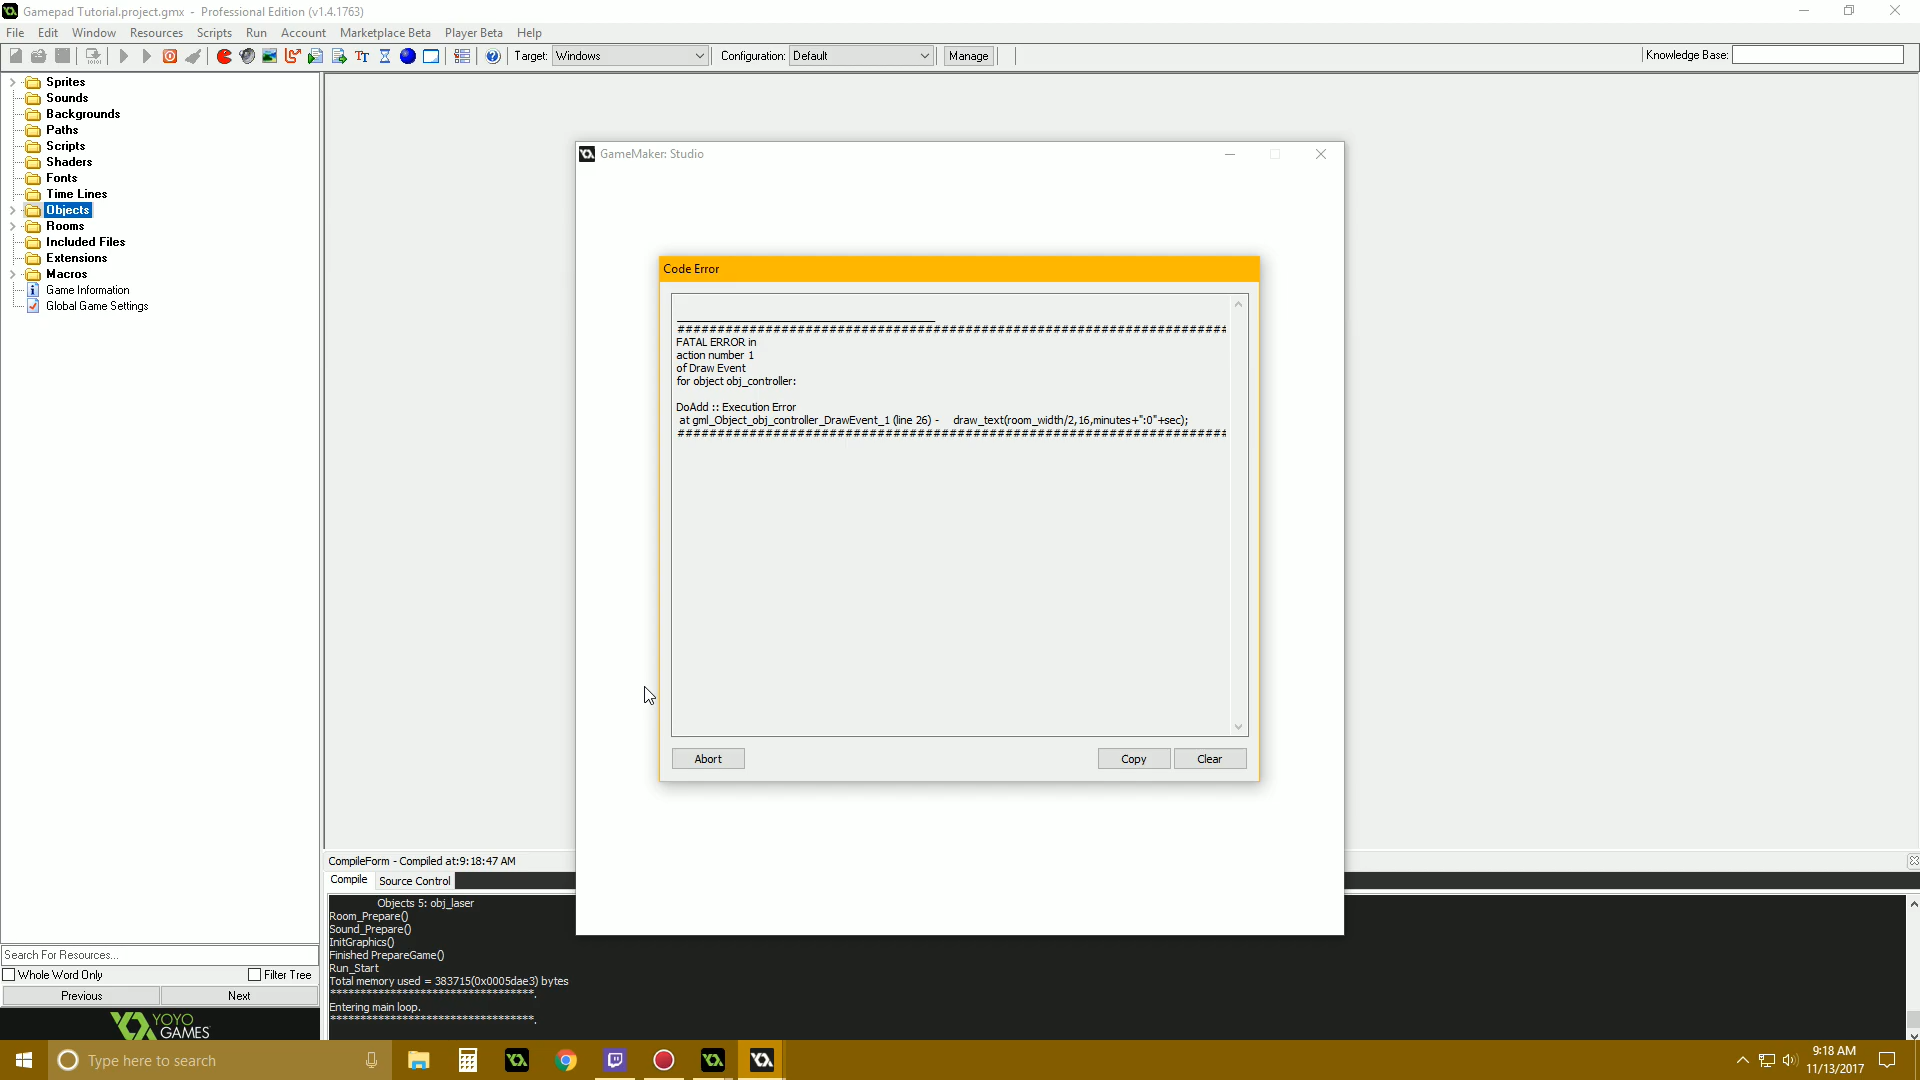 Gamepad Tutorial.project.gmx - Professional Edition (v1.4.1763)
File Edit Window Resources Scripts Run Account Marketplace Beta Player Beta Help
Target: Windows Configuration: Default Manage Knowledge Base:
Sprites
Sounds
Backgrounds
Paths
Scripts
Shaders
Fonts
Time Lines
Objects
Rooms
Included Files
Extensions
Macros
Game Information
Global Game Settings
GameMaker: Studio
Code Error
#####################################################################
FATAL ERROR in
action number 1
of Draw Event
for object obj_controller:
DoAdd :: Execution Error
at gml_Object_obj_controller_DrawEvent_1 (line 26) - draw_text(room_width/2,16,minutes+":0"+sec);
#####################################################################
Abort Copy Clear
CompileForm - Compiled at:9:18:47 AM
Compile Source Control
Objects 5: obj_laser
Room_Prepare()
Sound_Prepare()
InitGraphics()
Finished PrepareGame()
Run_Start
Total memory used = 383715(0x0005dae3) bytes
**********************************.
Entering main loop.
**********************************.
Search For Resources...
Whole Word Only Filter Tree
Previous Next
YOYO
GAMES
Type here to search
9:18 AM
11/13/2017